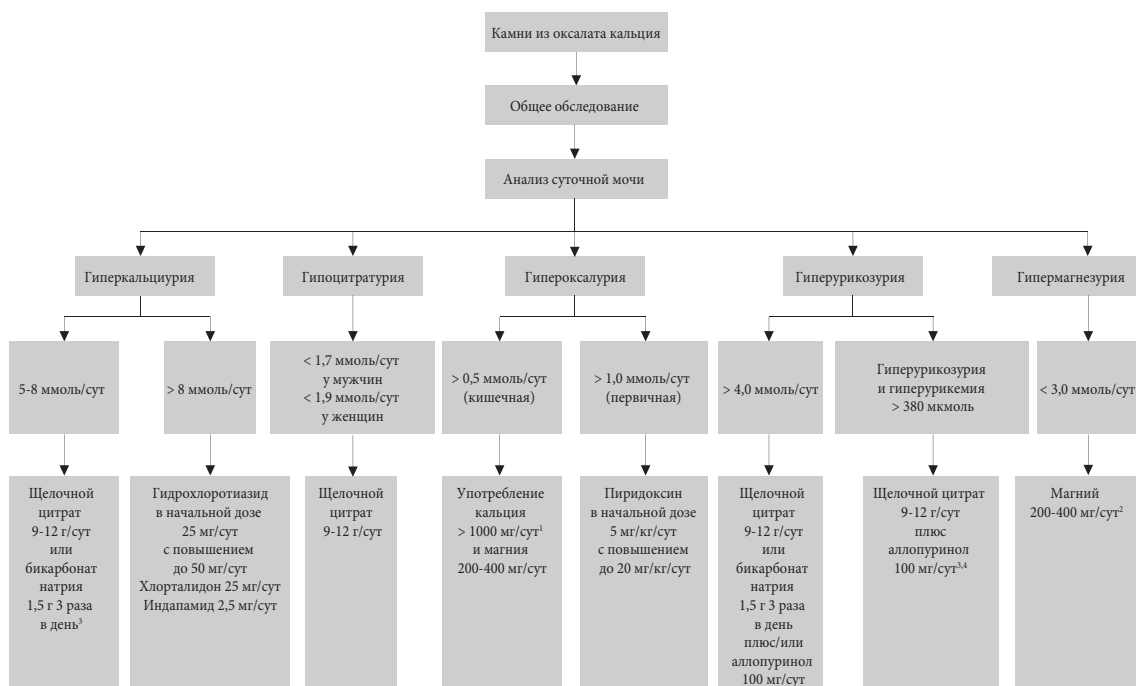 Камни из оксалата кальция
Общее обследование
Анализ суточной мочи
Гиперкальциурия
Гипоцитратурия
Гипероксалурия
Гиперурикозурия
Гипермагнезурия
5-8 ммоль/сут
> 8 ммоль/сут
< 1,7 ммоль/сут
у мужчин
< 1,9 ммоль/сут
у женщин
> 0,5 ммоль/сут
(кишечная)
> 1,0 ммоль/сут
(первичная)
> 4,0 ммоль/сут
Гиперурикозурия
и гиперурикемия
> 380 мкмоль
< 3,0 ммоль/сут
Щелочной
цитрат
9-12 г/сут
или
бикарбонат
натрия
1,5 г 3 раза
в день³
Гидрохлоротиазид
в начальной дозе
25 мг/сут
с повышением
до 50 мг/сут
Хлорталидон 25 мг/сут
Индапамид 2,5 мг/сут
Щелочной
цитрат
9-12 г/сут
Употребление
кальция
> 1000 мг/сут¹
и магния
200-400 мг/сут
Пиридоксин
в начальной дозе
5 мг/кг/сут
с повышением
до 20 мг/кг/сут
Щелочной
цитрат
9-12 г/сут
или
бикарбонат
натрия
1,5 г 3 раза
в день
плюс/или
аллопуринол
100 мг/сут
Щелочной цитрат
9-12 г/сут
плюс
аллопуринол
100 мг/сут³,⁴
Магний
200-400 мг/сут²